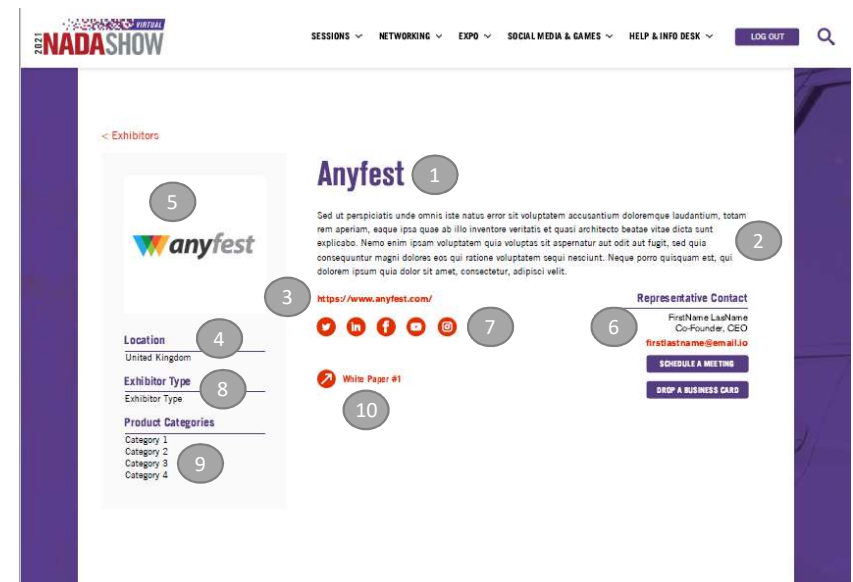 2021 NADASHOW VIRTUAL
SESSIONS NETWORKING EXPO SOCIAL MEDIA & GAMES HELP & INFO DESK LOG OUT
< Exhibitors
5
anyfest
Location 4
United Kingdom
Exhibitor Type 8
Exhibitor Type
Product Categories
Category 1
Category 2
Category 3 9
Category 4
Anyfest 1
Sed ut perspiciatis unde omnis iste natus error sit voluptatem accusantium doloremque laudantium, totam
rem aperiam, eaque ipsa quae ab illo inventore veritatis et quasi architecto beatae vitae dicta sunt
explicabo. Nemo enim ipsam voluptatem quia voluptas sit aspernatur aut odit aut fugit, sed quia 2
consequuntur magni dolores eos qui ratione voluptatem sequi nesciunt. Neque porro quisquam est, qui
dolorem ipsum quia dolor sit amet, consectetur, adipisci velit.
3 https://www.anyfest.com/
7
White Paper #1
10
Representative Contact
6 FirstName LasName
Co-Founder, CEO
firstlastname@email.io
SCHEDULE A MEETING
DROP A BUSINESS CARD